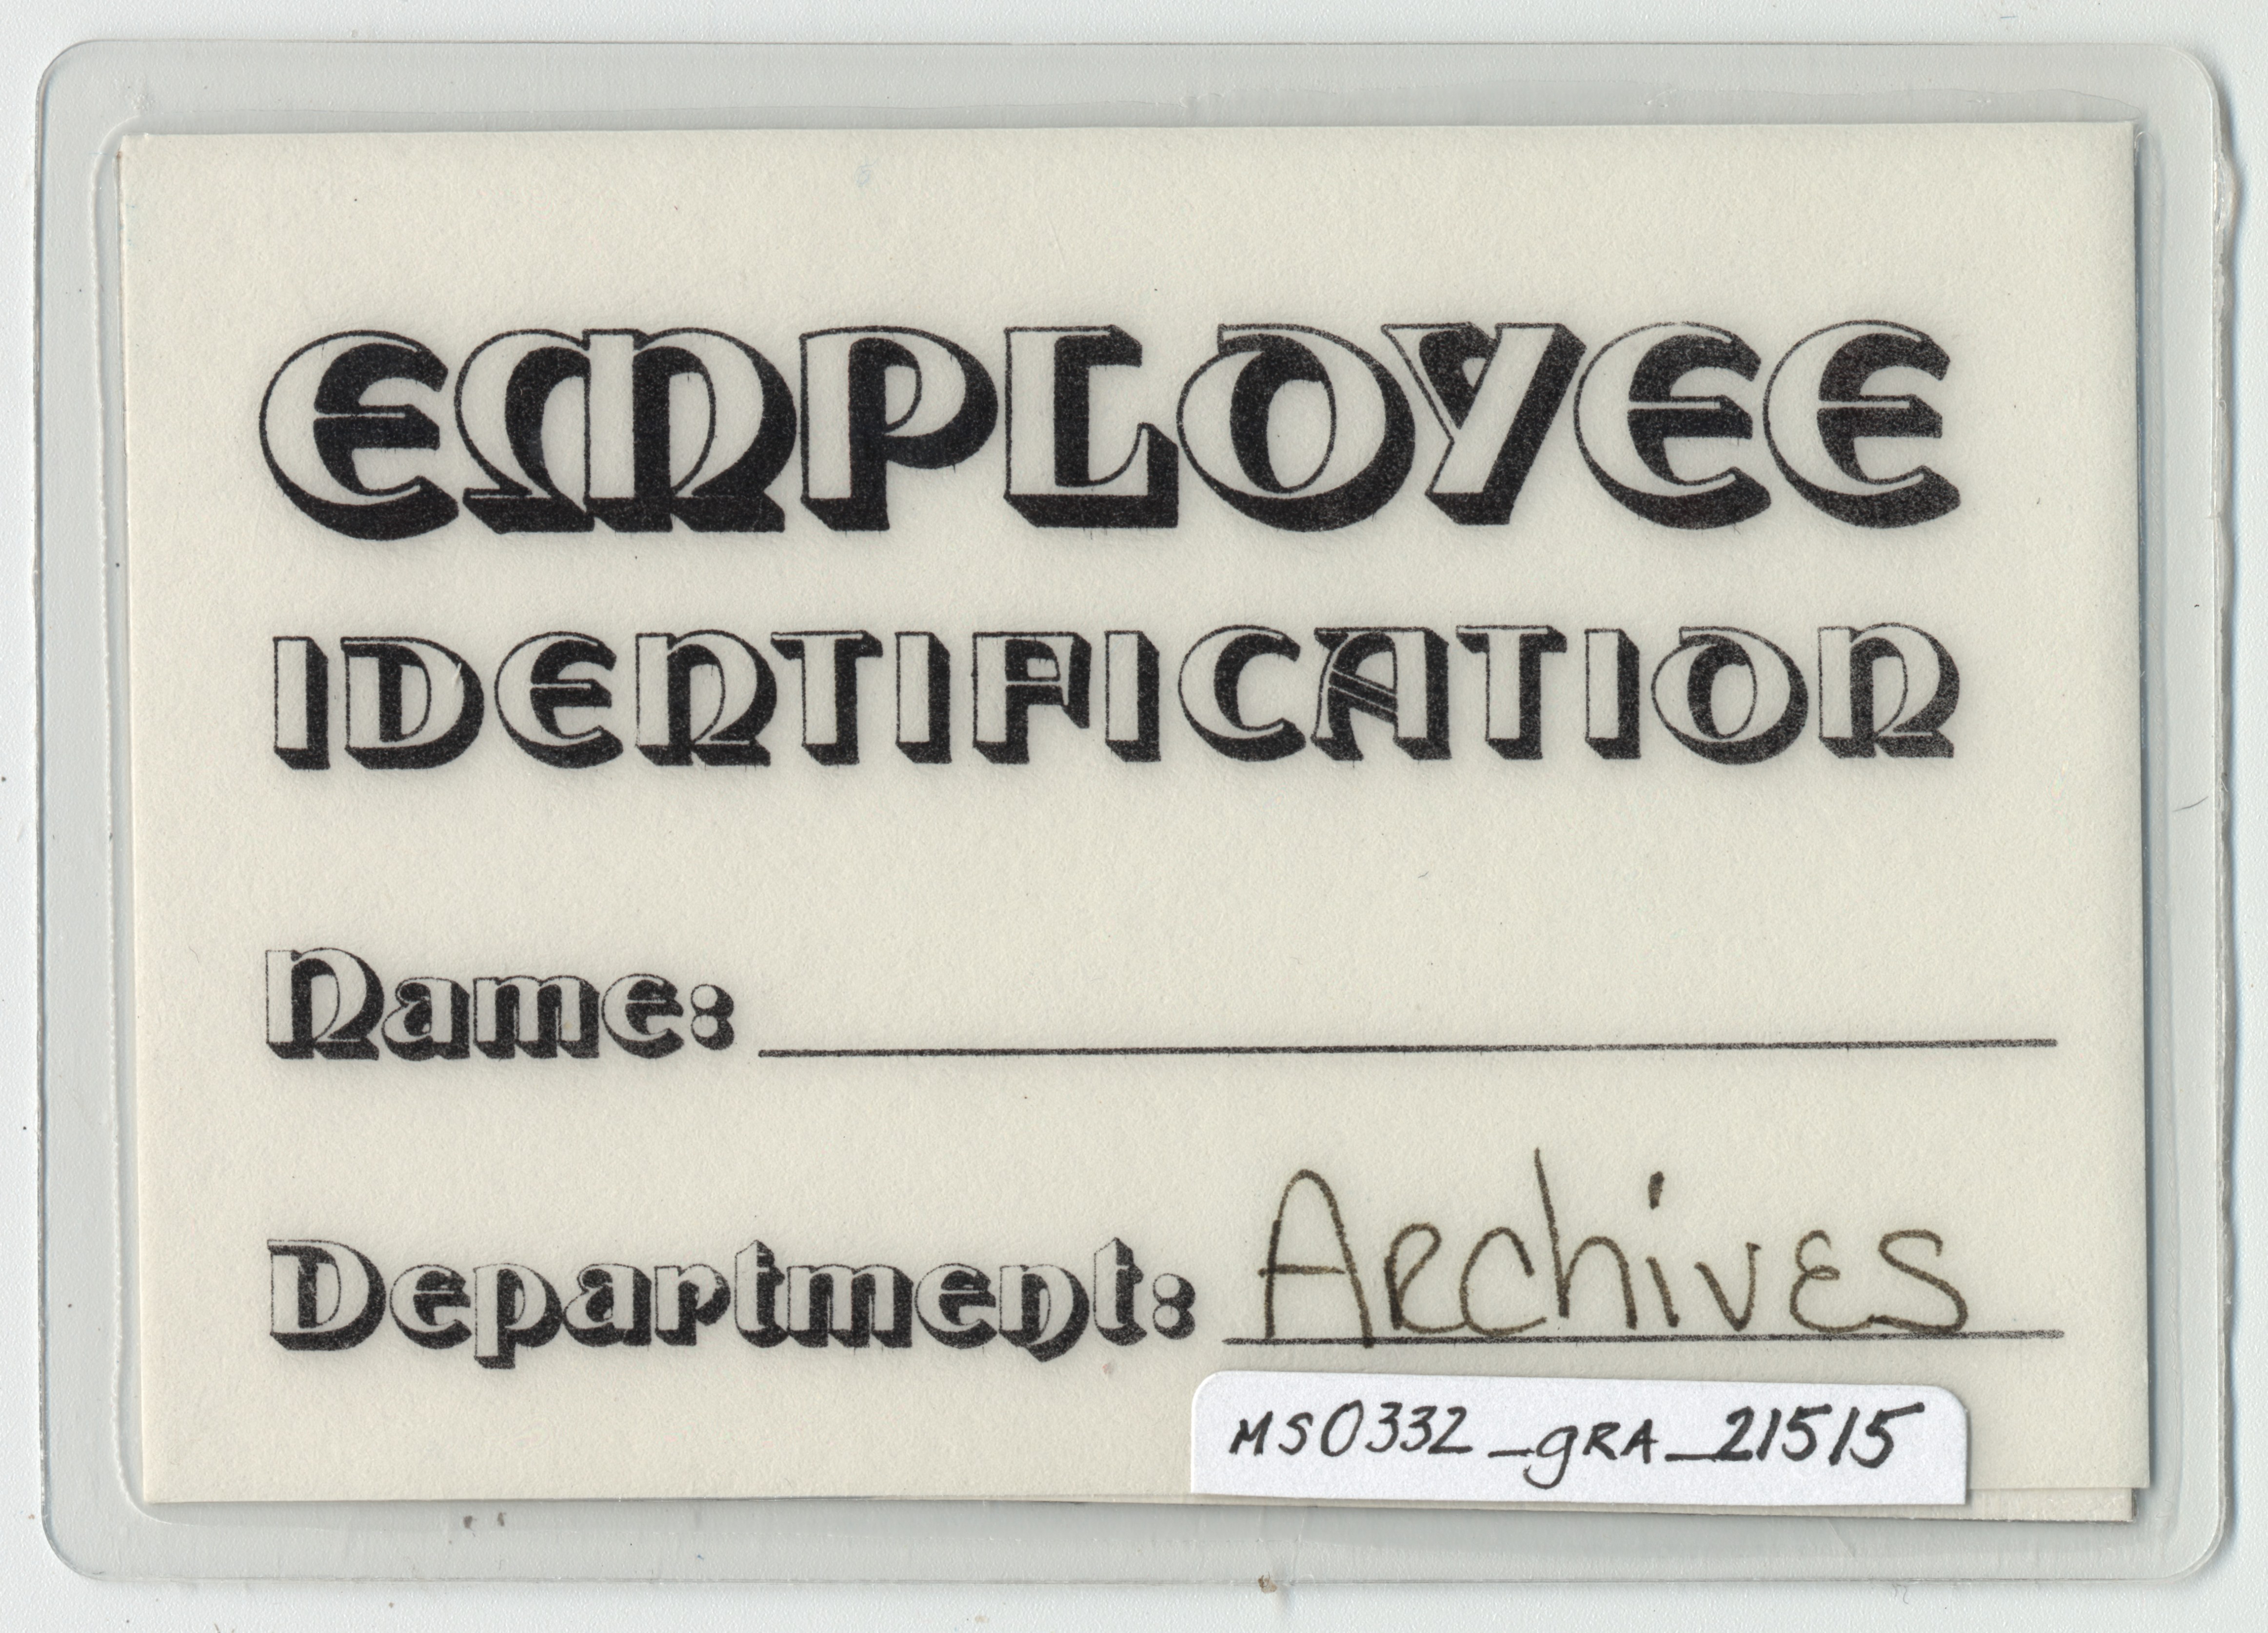 EMPLOYEE
IDENTIFICATION
Name:
Department: Archives
MS0332_gRA_21515